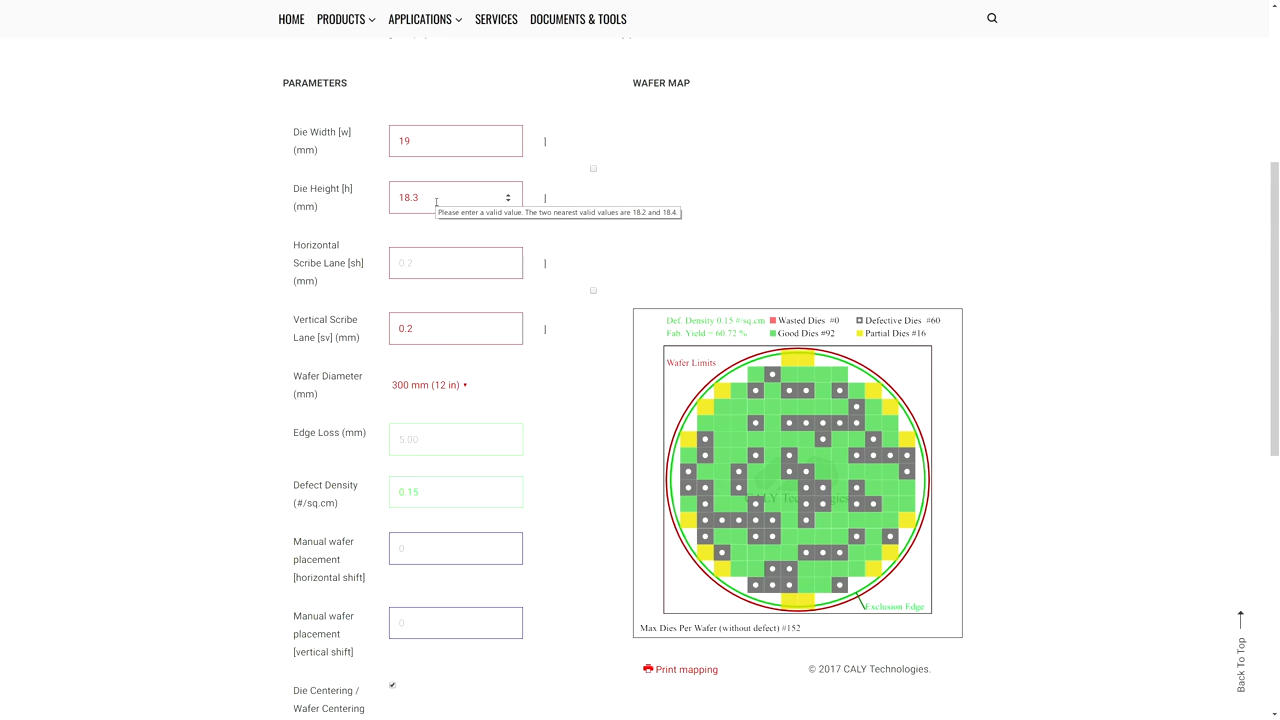 HOME PRODUCTS APPLICATIONS SERVICES DOCUMENTS & TOOLS
PARAMETERS
WAFER MAP
Die Width [w]
(mm)
19
Die Height [h]
(mm)
18.3
Please enter a valid value. The two nearest valid values are 18.2 and 18.4.
Horizontal
Scribe Lane [sh]
(mm)
0.2
Vertical Scribe
Lane [sv] (mm)
0.2
Wafer Diameter
(mm)
300 mm (12 in)
Edge Loss (mm)
5.00
Defect Density
(#/sq.cm)
0.15
Manual wafer
placement
[horizontal shift]
0
Manual wafer
placement
[vertical shift]
0
Die Centering /
Wafer Centering
Def. Density 0.15 #/sq.cm Wasted Dies #0 Defective Dies #60
Fab. Yield = 60.72 % Good Dies #92 Partial Dies #16
Wafer Limits
CALY Technologies
Exclusion Edge
Max Dies Per Wafer (without defect) #152
Print mapping
© 2017 CALY Technologies.
Back To Top